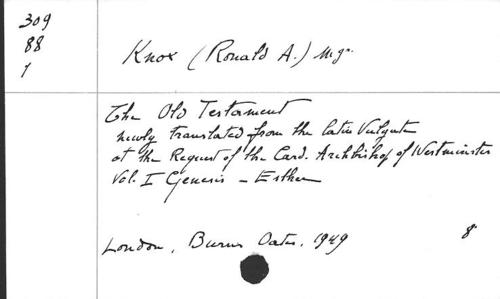 309
88
1
Knox (Ronald A.) Mgr.
The Old Testament
newly translated from the latin Vulgate
at the Request of the Card. Archbishop of Westminster
Vol. I Genesis - Esther
London, Burns Oates, 1949 8°